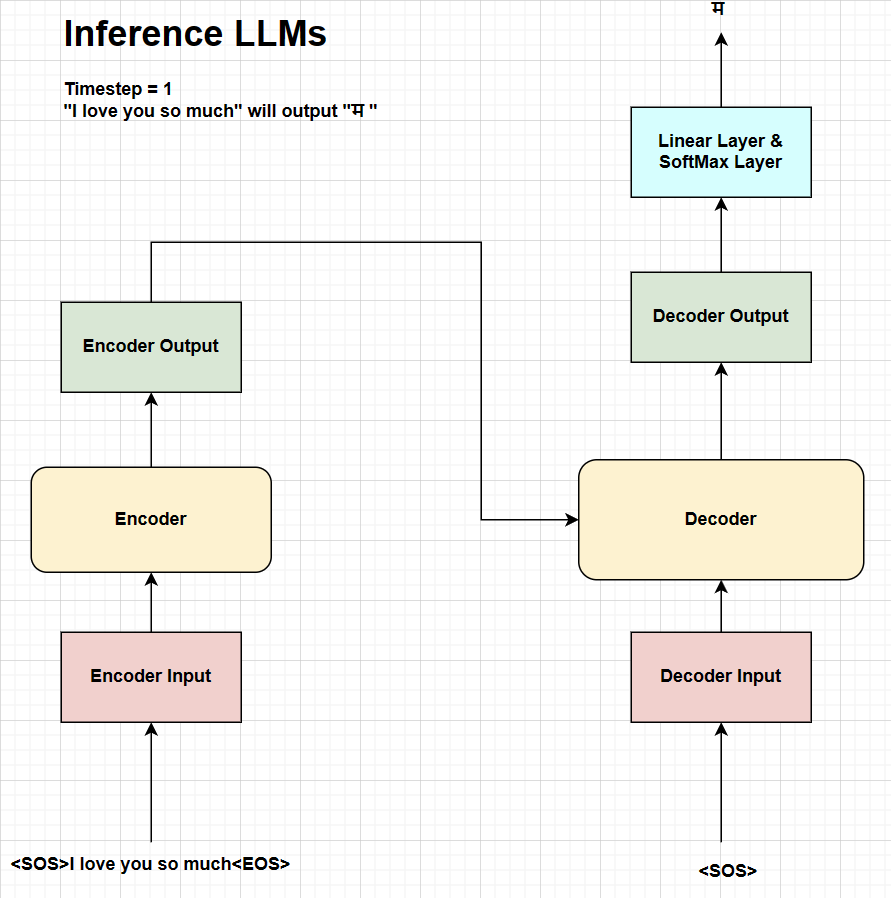 Inference LLMs
Timestep = 1
"I love you so much" will output "म "
म
Linear Layer &
SoftMax Layer
Encoder Output
Decoder Output
Encoder
Decoder
Encoder Input
Decoder Input
<SOS>I love you so much<EOS>
<SOS>